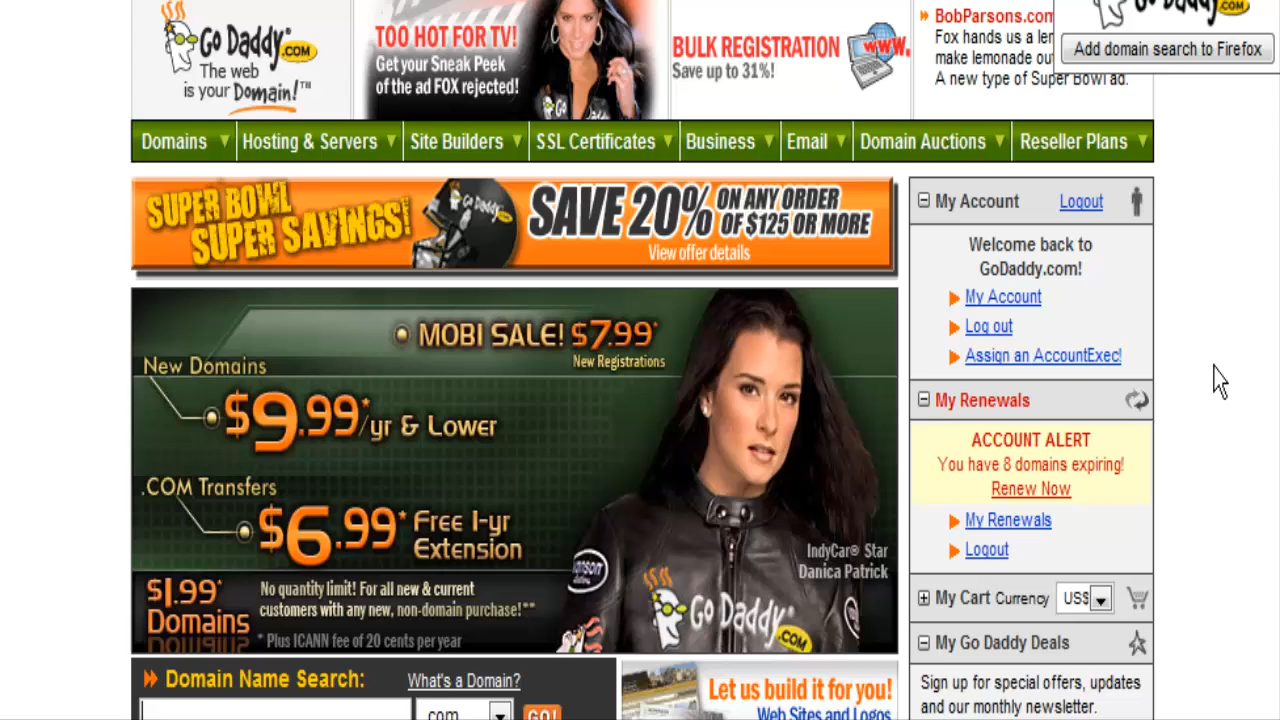 Go Daddy.COM
The web
is your Domain!™
TOO HOT FOR TV!
Get your Sneak Peek
of the ad FOX rejected!
Go Daddy
BULK REGISTRATION
Save up to 31%!
www.
BobParsons.com
Fox hands us a
make lemonade
A new type of Super Bowl ad.
.COM
Add domain search to Firefox
Domains
Hosting & Servers
Site Builders
SSL Certificates
Business
Email
Domain Auctions
Reseller Plans
SUPER BOWL
SUPER SAVINGS!
Go Daddy.COM
SAVE 20% ON ANY ORDER
OF $125 OR MORE
View offer details
My Account
Logout
Welcome back to
GoDaddy.com!
My Account
Log out
Assign an AccountExec!
My Renewals
ACCOUNT ALERT
You have 8 domains expiring!
Renew Now
My Renewals
Logout
My Cart Currency US$
My Go Daddy Deals
Sign up for special offers, updates
and our monthly newsletter.
MOBI SALE! $7.99*
New Registrations
New Domains
$9.99*/yr & Lower
.COM Transfers
$6.99* Free 1-yr
Extension
IndyCar® Star
Danica Patrick
Go Daddy.COM
$1.99*
Domains
No quantity limit! For all new & current
customers with any new, non-domain purchase!**
* Plus ICANN fee of 20 cents per year
Domain Name Search:
What's a Domain?
.com
GO!
Let us build it for you!
Web Sites and Logos